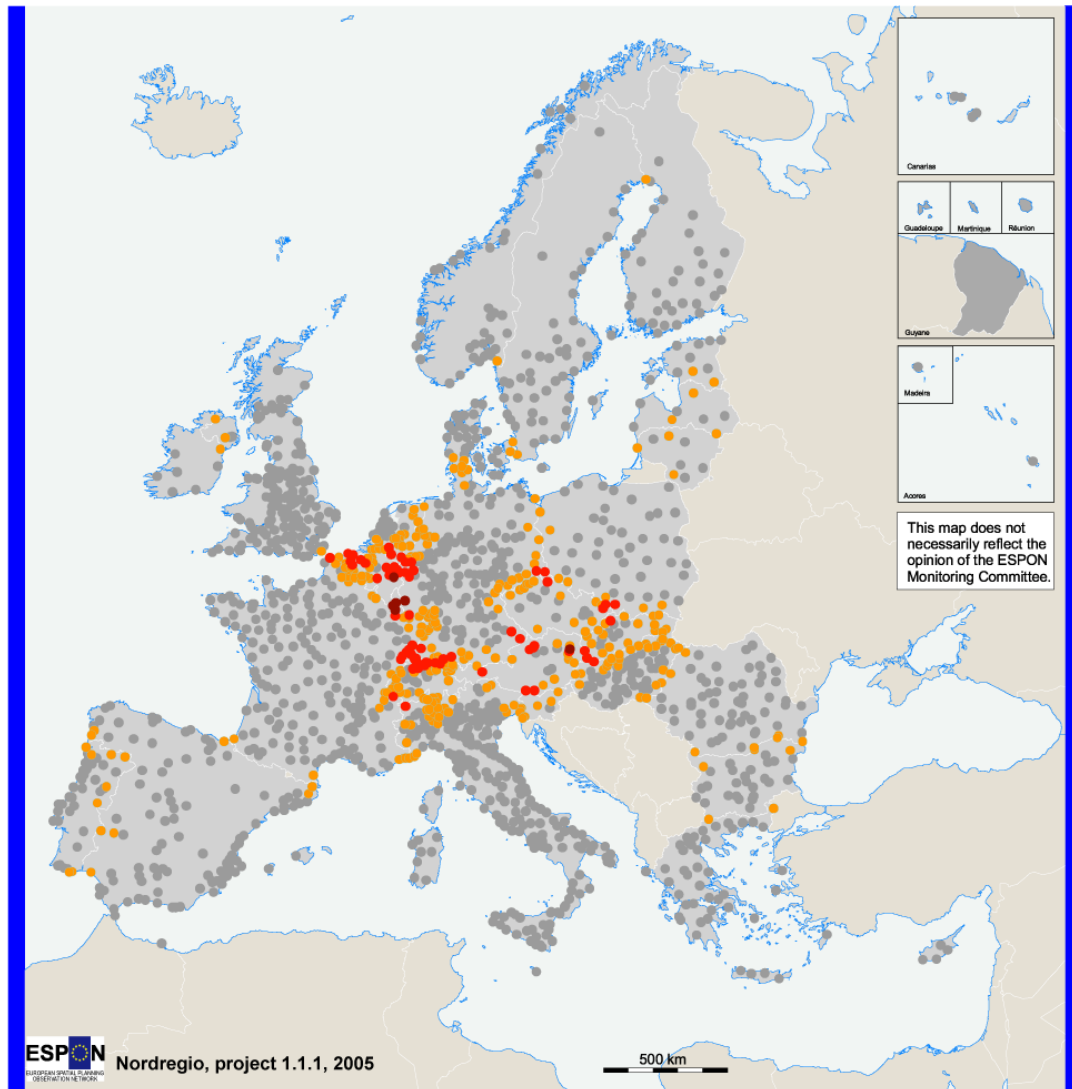 Canarias
Guadeloupe
Martinique
Réunion
Guyane
Madeira
Acores
This map does not
necessarily reflect the
opinion of the ESPON
Monitoring Committee.
ESPON
EUROPEAN SPATIAL PLANNING
OBSERVATION NETWORK
Nordregio, project 1.1.1, 2005
500 km